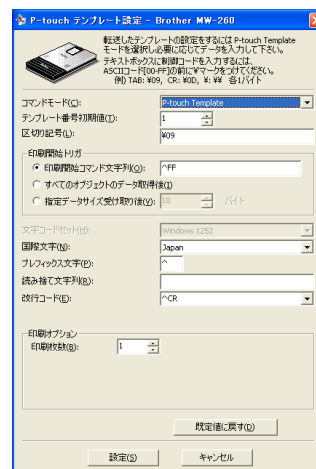 P-touch テンプレート設定 - Brother MW-260
転送したテンプレートの設定をするには P-touch Template
モードを選択し必要に応じてデータを入力して下さい。
テキストボックスに制御コードを入力するには、
ASCIIコード[00-FF]の前に¥マークをつけてください。
例) TAB: ¥09, CR: ¥0D, ¥: ¥¥ 各1バイト
コマンドモード(C): P-touch Template
テンプレート番号初期値(T): 1
区切り記号(L): ¥09
印刷開始トリガ
印刷開始コマンド文字列(O): ^FF
すべてのオブジェクトのデータ取得後(I)
指定データサイズ受け取り後(V): 10 バイト
文字コードセット(H): Windows 1252
国際文字(N): Japan
プレフィックス文字(P): ^
読み捨て文字列(R):
改行コード(E): ^CR
印刷オプション
印刷枚数(B): 1
既定値に戻す(D)
設定(S) キャンセル